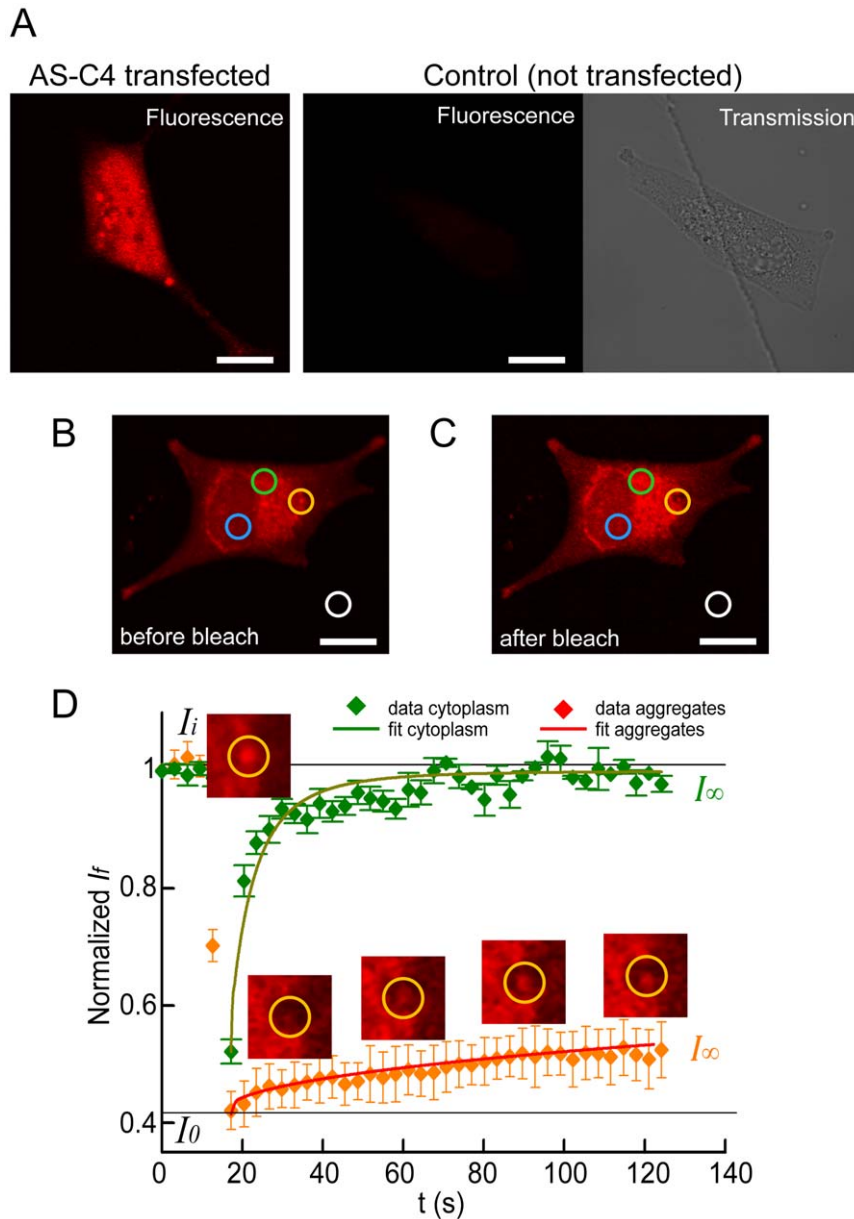 A
AS-C4 transfected
Control (not transfected)
Fluorescence
Fluorescence
Transmission
B
before bleach
C
after bleach
D
Ii
data cytoplasm
fit cytoplasm
data aggregates
fit aggregates
1
0.8
0.6
0.4
Normalized If
I∞
I∞
I0
0 20 40 60 80 100 120 140
t (s)